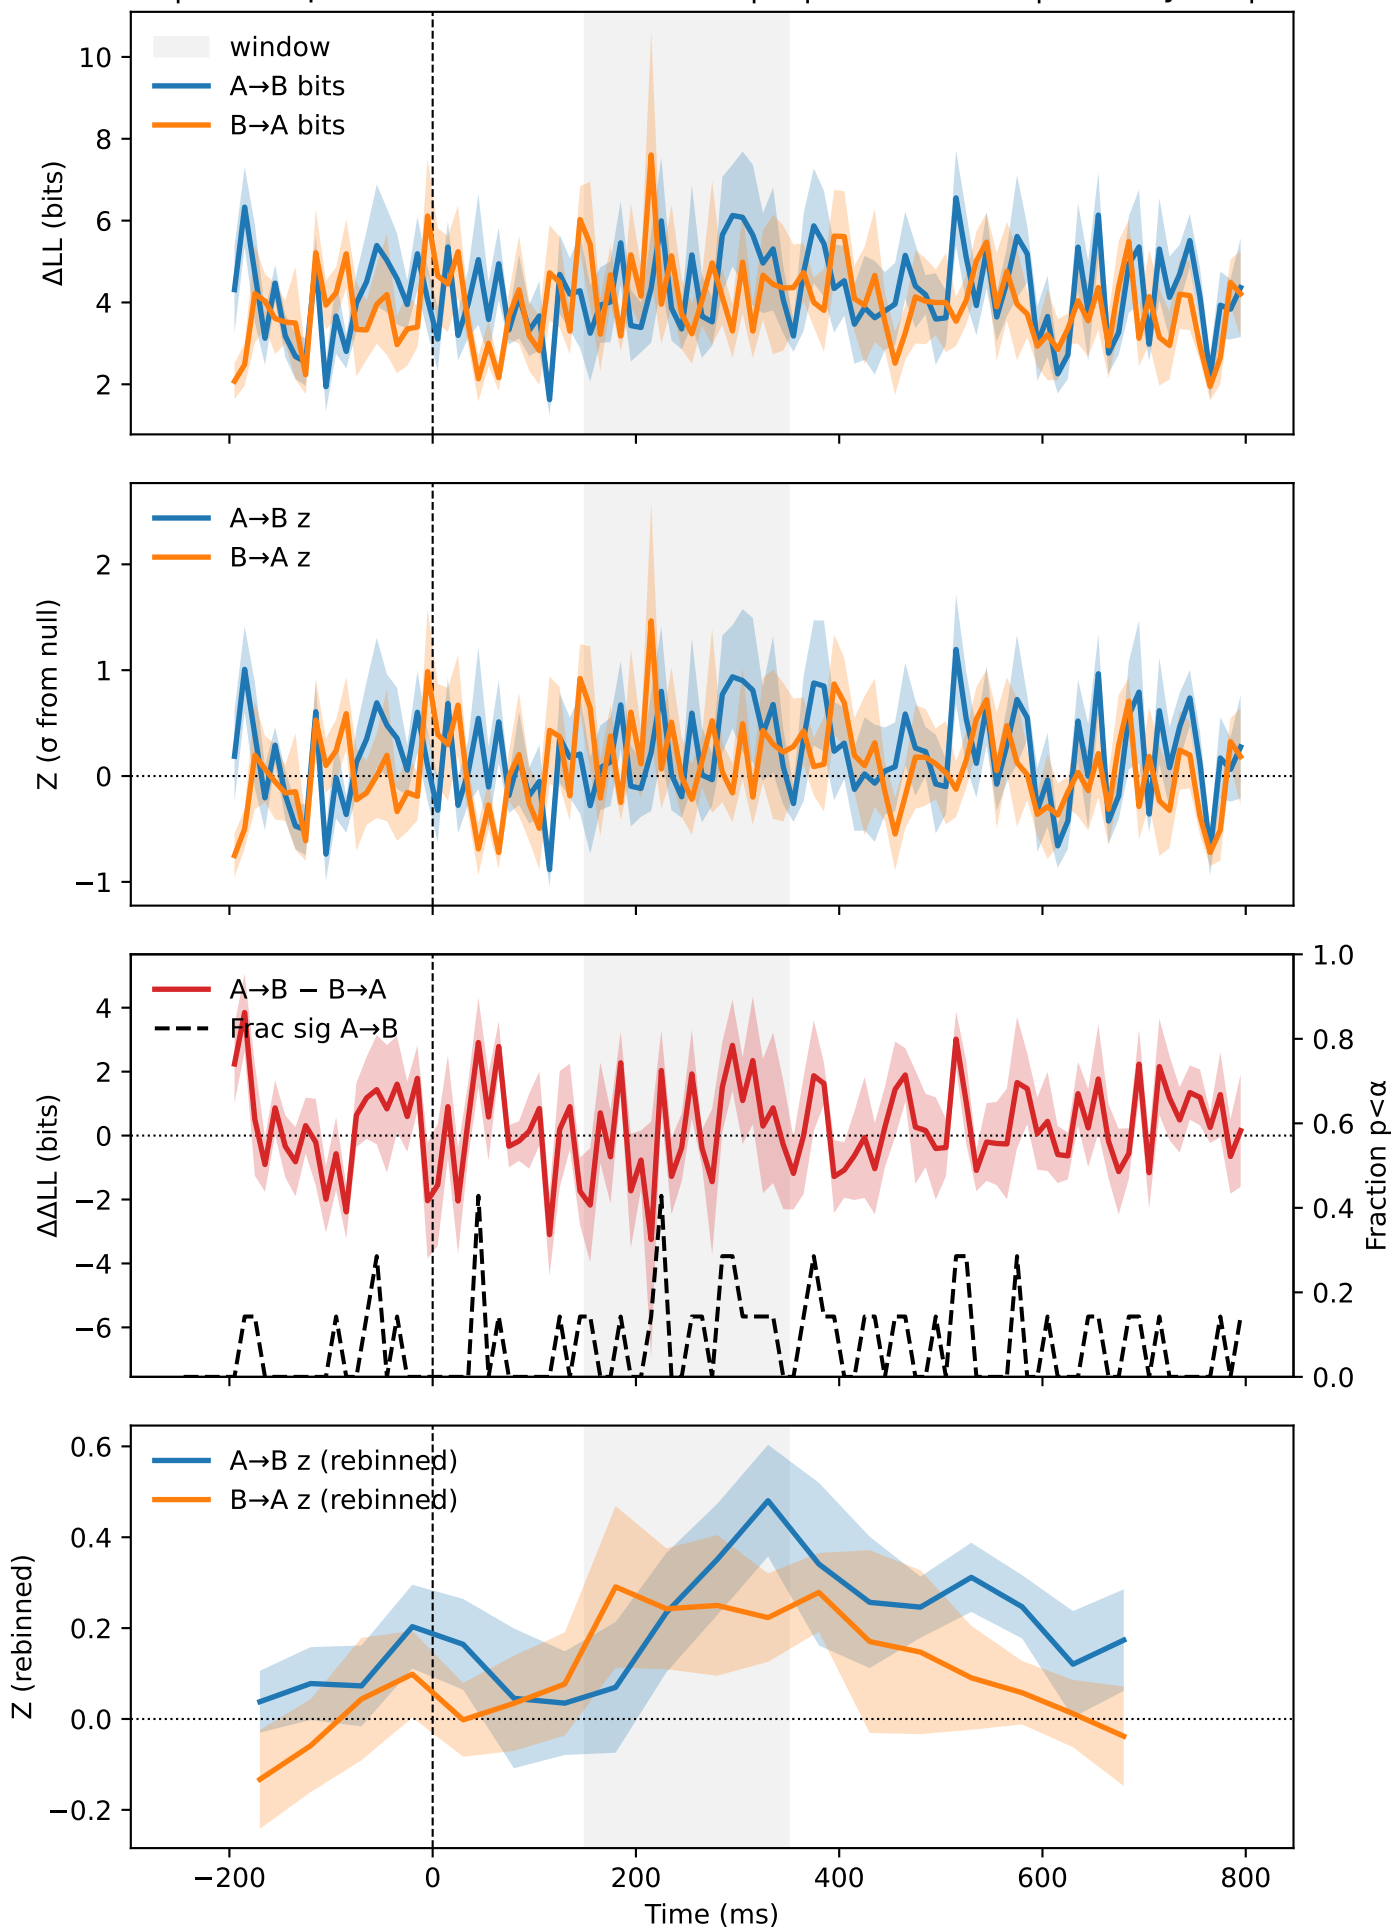 window
A→B bits
B→A bits
ΔLL (bits)
10
8
6
4
2
A→B z
B→A z
Z (σ from null)
2
1
0
−1
A→B − B→A
Frac sig A→B
ΔΔLL (bits)
4
2
0
−2
−4
−6
1.0
0.8
0.6
0.4
0.2
0.0
Fraction p<α
A→B z (rebinned)
B→A z (rebinned)
Z (rebinned)
0.6
0.4
0.2
0.0
−0.2
−200
0
200
400
600
800
Time (ms)